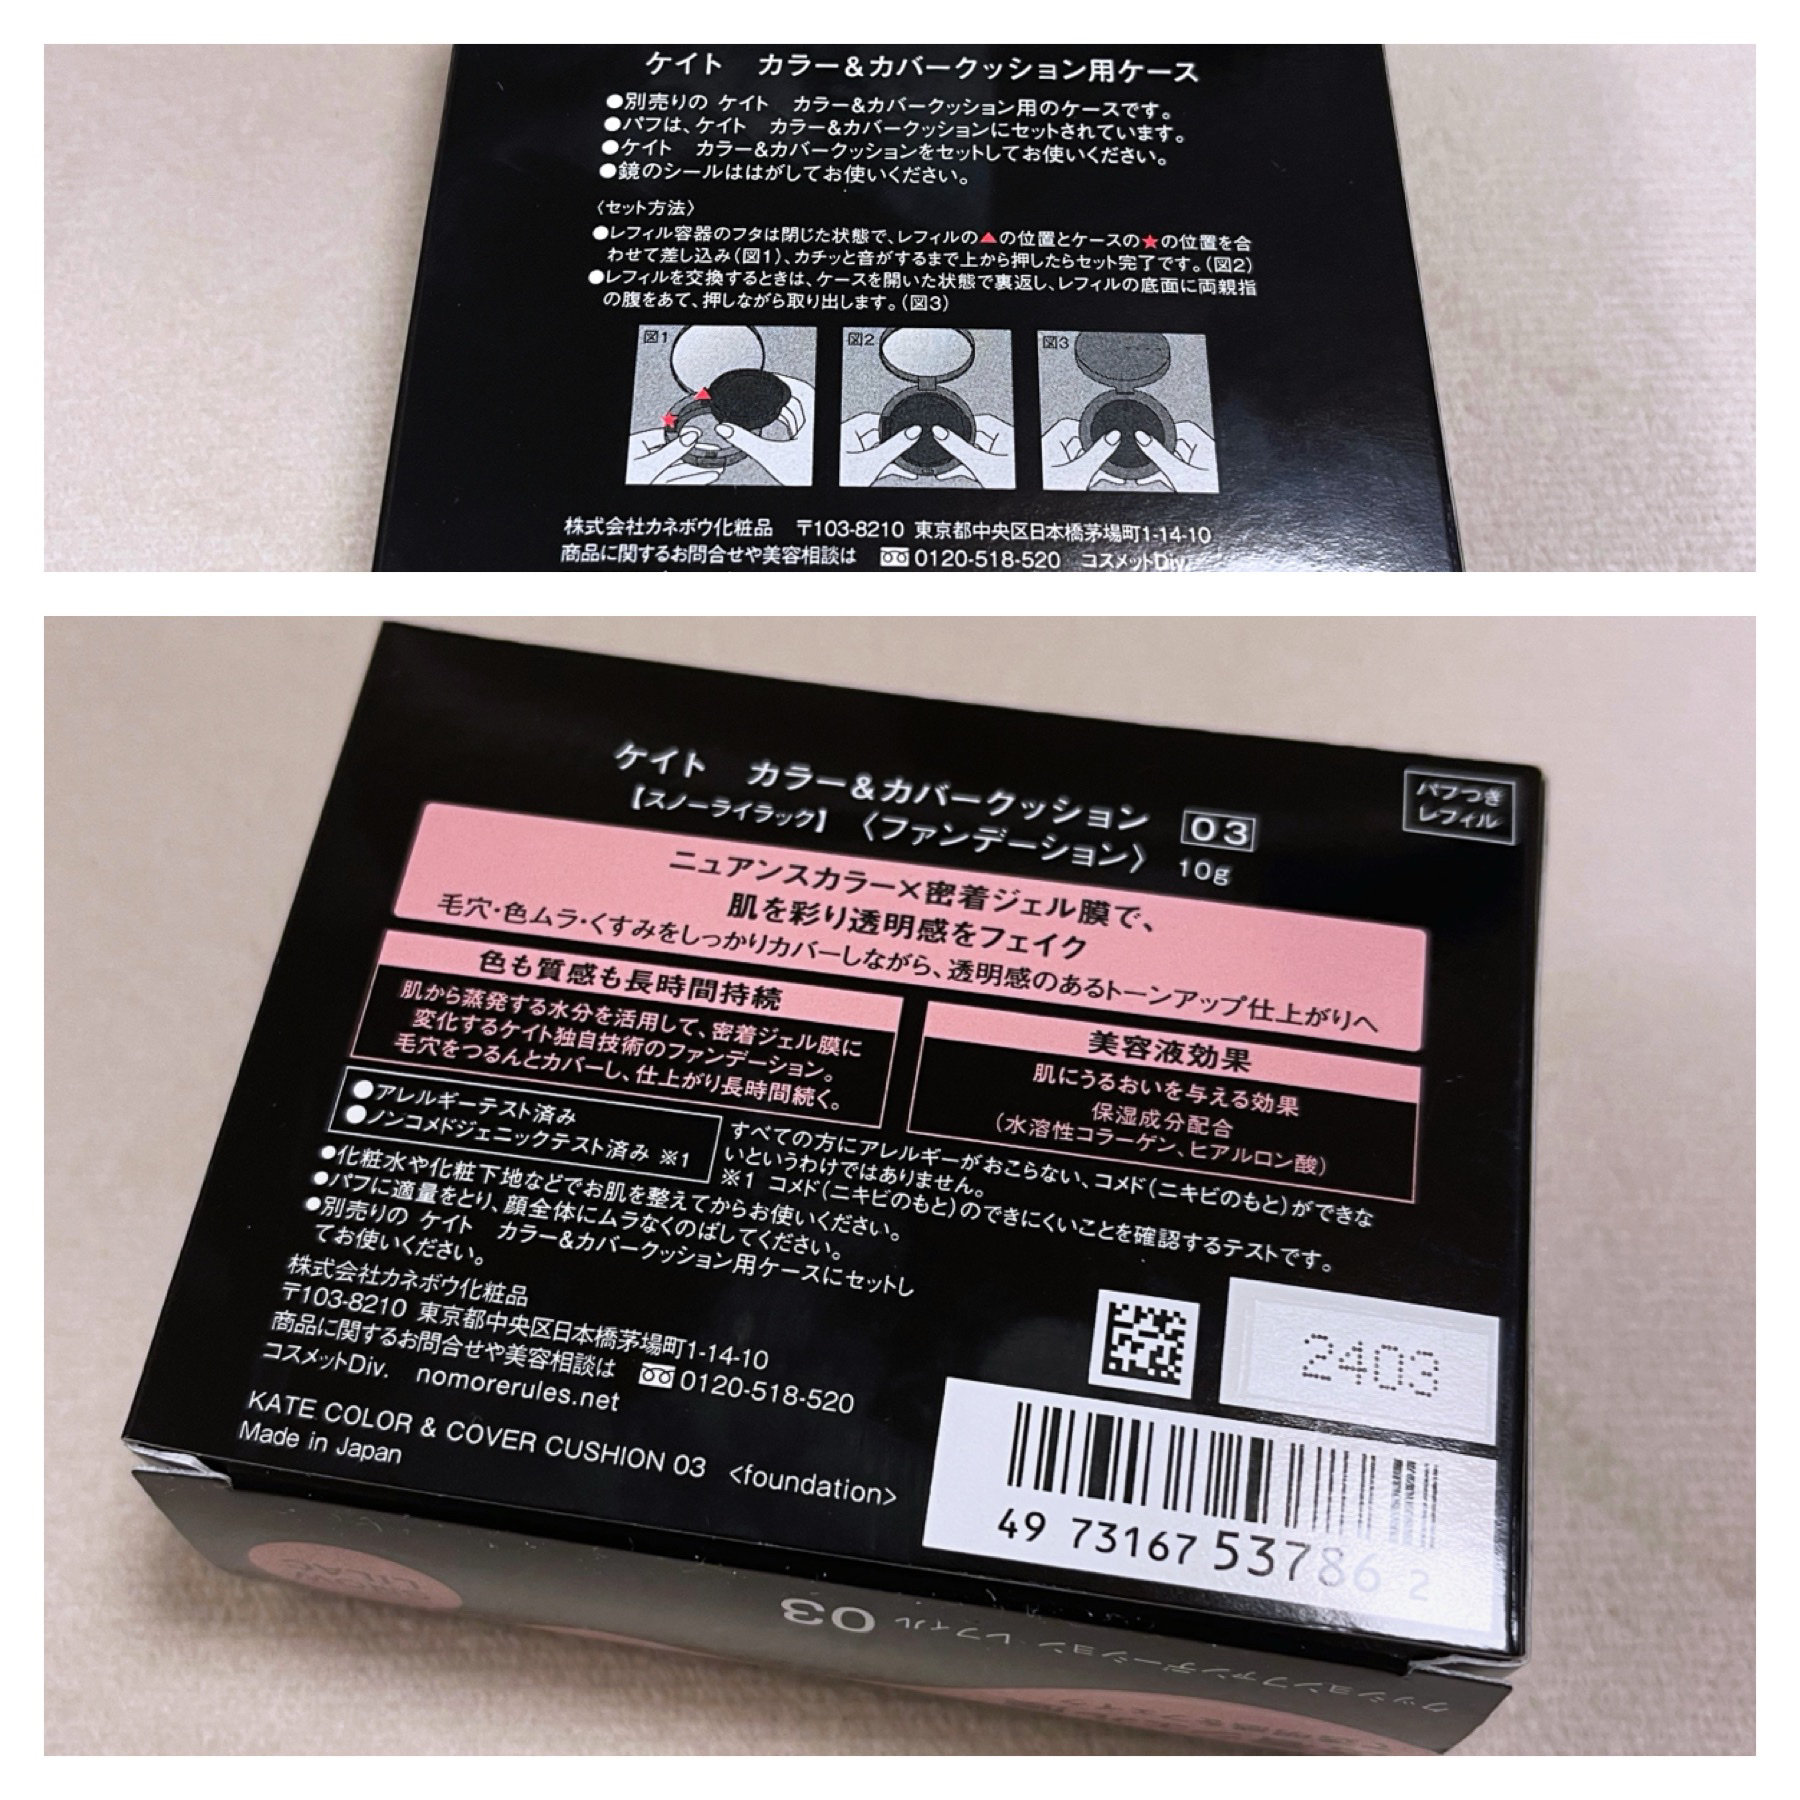 ケイト　カラー&カバークッション用ケース
●別売りの ケイト　カラー&カバークッション用のケースです。
●パフは、ケイト　カラー&カバークッションにセットされています。
●ケイト　カラー&カバークッションをセットしてお使いください。
●鏡のシールははがしてお使いください。
〈セット方法〉
●レフィル容器のフタは閉じた状態で、レフィルの▲の位置とケースの★の位置を合
わせて差し込み(図1)、カチッと音がするまで上から押したらセット完了です。(図2)
●レフィルを交換するときは、ケースを開いた状態で裏返し、レフィルの底面に両親指
の腹をあて、押しながら取り出します。(図3)
図1 図2 図3
株式会社カネボウ化粧品　〒103-8210 東京都中央区日本橋茅場町1-14-10
商品に関するお問合せや美容相談は　0120-518-520　コスメットDiv.
ケイト　カラー&カバークッション 03
【スノーライラック】〈ファンデーション〉 10g
パフつき
レフィル
ニュアンスカラー×密着ジェル膜で、
肌を彩り透明感をフェイク
毛穴・色ムラ・くすみをしっかりカバーしながら、透明感のあるトーンアップ仕上がりへ
色も質感も長時間持続
肌から蒸発する水分を活用して、密着ジェル膜に
変化するケイト独自技術のファンデーション。
毛穴をつるんとカバーし、仕上がり長時間続く。
美容液効果
肌にうるおいを与える効果
保湿成分配合
(水溶性コラーゲン、ヒアルロン酸)
●アレルギーテスト済み
●ノンコメドジェニックテスト済み ※1
すべての方にアレルギーがおこらない、コメド(ニキビのもと)ができな
いというわけではありません。
※1 コメド(ニキビのもと)のできにくいことを確認するテストです。
●化粧水や化粧下地などでお肌を整えてからお使いください。
●パフに適量をとり、顔全体にムラなくのばしてください。
●別売りの ケイト　カラー&カバークッション用ケースにセットし
てお使いください。
株式会社カネボウ化粧品
〒103-8210 東京都中央区日本橋茅場町1-14-10
商品に関するお問合せや美容相談は　0120-518-520
コスメットDiv.　nomorerules.net
KATE COLOR & COVER CUSHION 03 <foundation>
Made in Japan
2403
49 73167 53786 2
クッションファンデーション レフィル 03